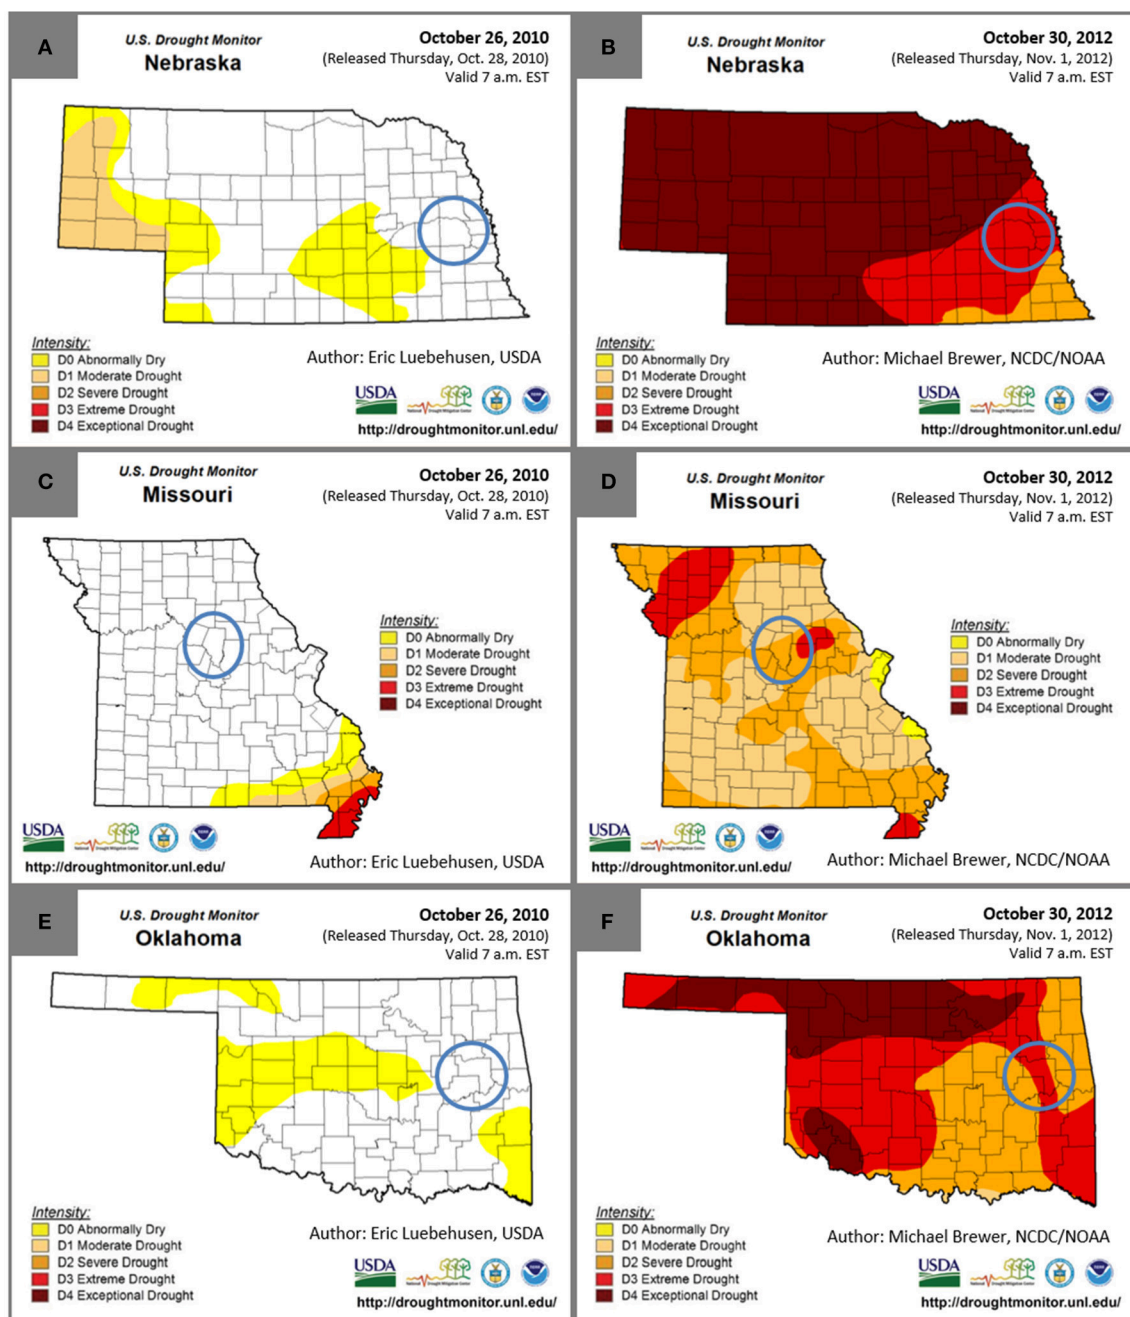 A
U.S. Drought Monitor
Nebraska
October 26, 2010
(Released Thursday, Oct. 28, 2010)
Valid 7 a.m. EST
Intensity:
D0 Abnormally Dry
D1 Moderate Drought
D2 Severe Drought
D3 Extreme Drought
D4 Exceptional Drought
Author: Eric Luebehusen, USDA
USDA
http://droughtmonitor.unl.edu/
B
U.S. Drought Monitor
Nebraska
October 30, 2012
(Released Thursday, Nov. 1, 2012)
Valid 7 a.m. EST
Intensity:
D0 Abnormally Dry
D1 Moderate Drought
D2 Severe Drought
D3 Extreme Drought
D4 Exceptional Drought
Author: Michael Brewer, NCDC/NOAA
USDA
http://droughtmonitor.unl.edu/
C
U.S. Drought Monitor
Missouri
October 26, 2010
(Released Thursday, Oct. 28, 2010)
Valid 7 a.m. EST
Intensity:
D0 Abnormally Dry
D1 Moderate Drought
D2 Severe Drought
D3 Extreme Drought
D4 Exceptional Drought
USDA
http://droughtmonitor.unl.edu/
Author: Eric Luebehusen, USDA
D
U.S. Drought Monitor
Missouri
October 30, 2012
(Released Thursday, Nov. 1, 2012)
Valid 7 a.m. EST
Intensity:
D0 Abnormally Dry
D1 Moderate Drought
D2 Severe Drought
D3 Extreme Drought
D4 Exceptional Drought
USDA
http://droughtmonitor.unl.edu/
Author: Michael Brewer, NCDC/NOAA
E
U.S. Drought Monitor
Oklahoma
October 26, 2010
(Released Thursday, Oct. 28, 2010)
Valid 7 a.m. EST
Intensity:
D0 Abnormally Dry
D1 Moderate Drought
D2 Severe Drought
D3 Extreme Drought
D4 Exceptional Drought
Author: Eric Luebehusen, USDA
USDA
http://droughtmonitor.unl.edu/
F
U.S. Drought Monitor
Oklahoma
October 30, 2012
(Released Thursday, Nov. 1, 2012)
Valid 7 a.m. EST
Intensity:
D0 Abnormally Dry
D1 Moderate Drought
D2 Severe Drought
D3 Extreme Drought
D4 Exceptional Drought
Author: Michael Brewer, NCDC/NOAA
USDA
http://droughtmonitor.unl.edu/